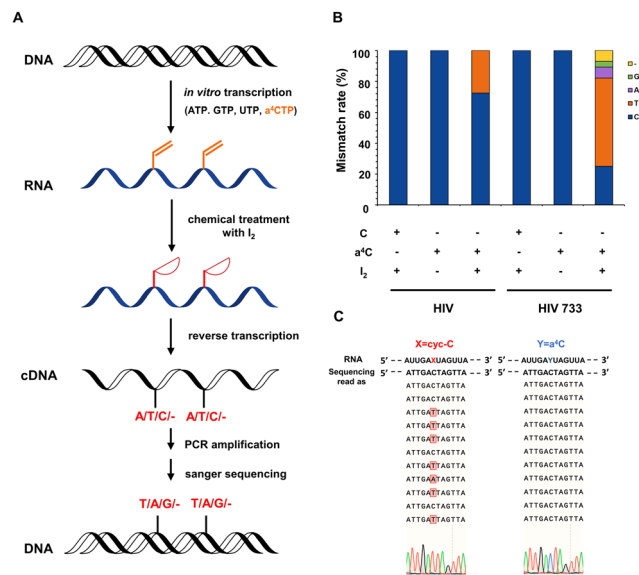 A
DNA
in vitro transcription
(ATP. GTP, UTP, a⁴CTP)
RNA
chemical treatment
with I₂
reverse transcription
cDNA
A/T/C/- A/T/C/-
PCR amplification
sanger sequencing
T/A/G/- T/A/G/-
DNA
B
Mismatch rate (%)
100
80
60
40
20
0
-
G
A
T
C
C + - - + - -
a⁴C - + + - + +
I₂ + - + + - +
HIV HIV 733
C
X=cyc-C Y=a⁴C
RNA 5’ -- AUUGAXUAGUUA -- 3’ 5’ -- AUUGAYUAGUUA -- 3’
Sequencing 5’ -- ATTGACTAGTTA -- 3’ 5’ -- ATTGACTAGTTA -- 3’
read as
ATTGACTAGTTA ATTGACTAGTTA
ATTGACTAGTTA ATTGACTAGTTA
ATTGATTAGTTA ATTGACTAGTTA
ATTGATTAGTTA ATTGACTAGTTA
ATTGATTAGTTA ATTGACTAGTTA
ATTGACTAGTTA ATTGACTAGTTA
ATTGATTAGTTA ATTGACTAGTTA
ATTGAATAGTTA ATTGACTAGTTA
ATTGATTAGTTA ATTGACTAGTTA
ATTGACTAGTTA ATTGACTAGTTA
ATTGATTAGTTA ATTGACTAGTTA